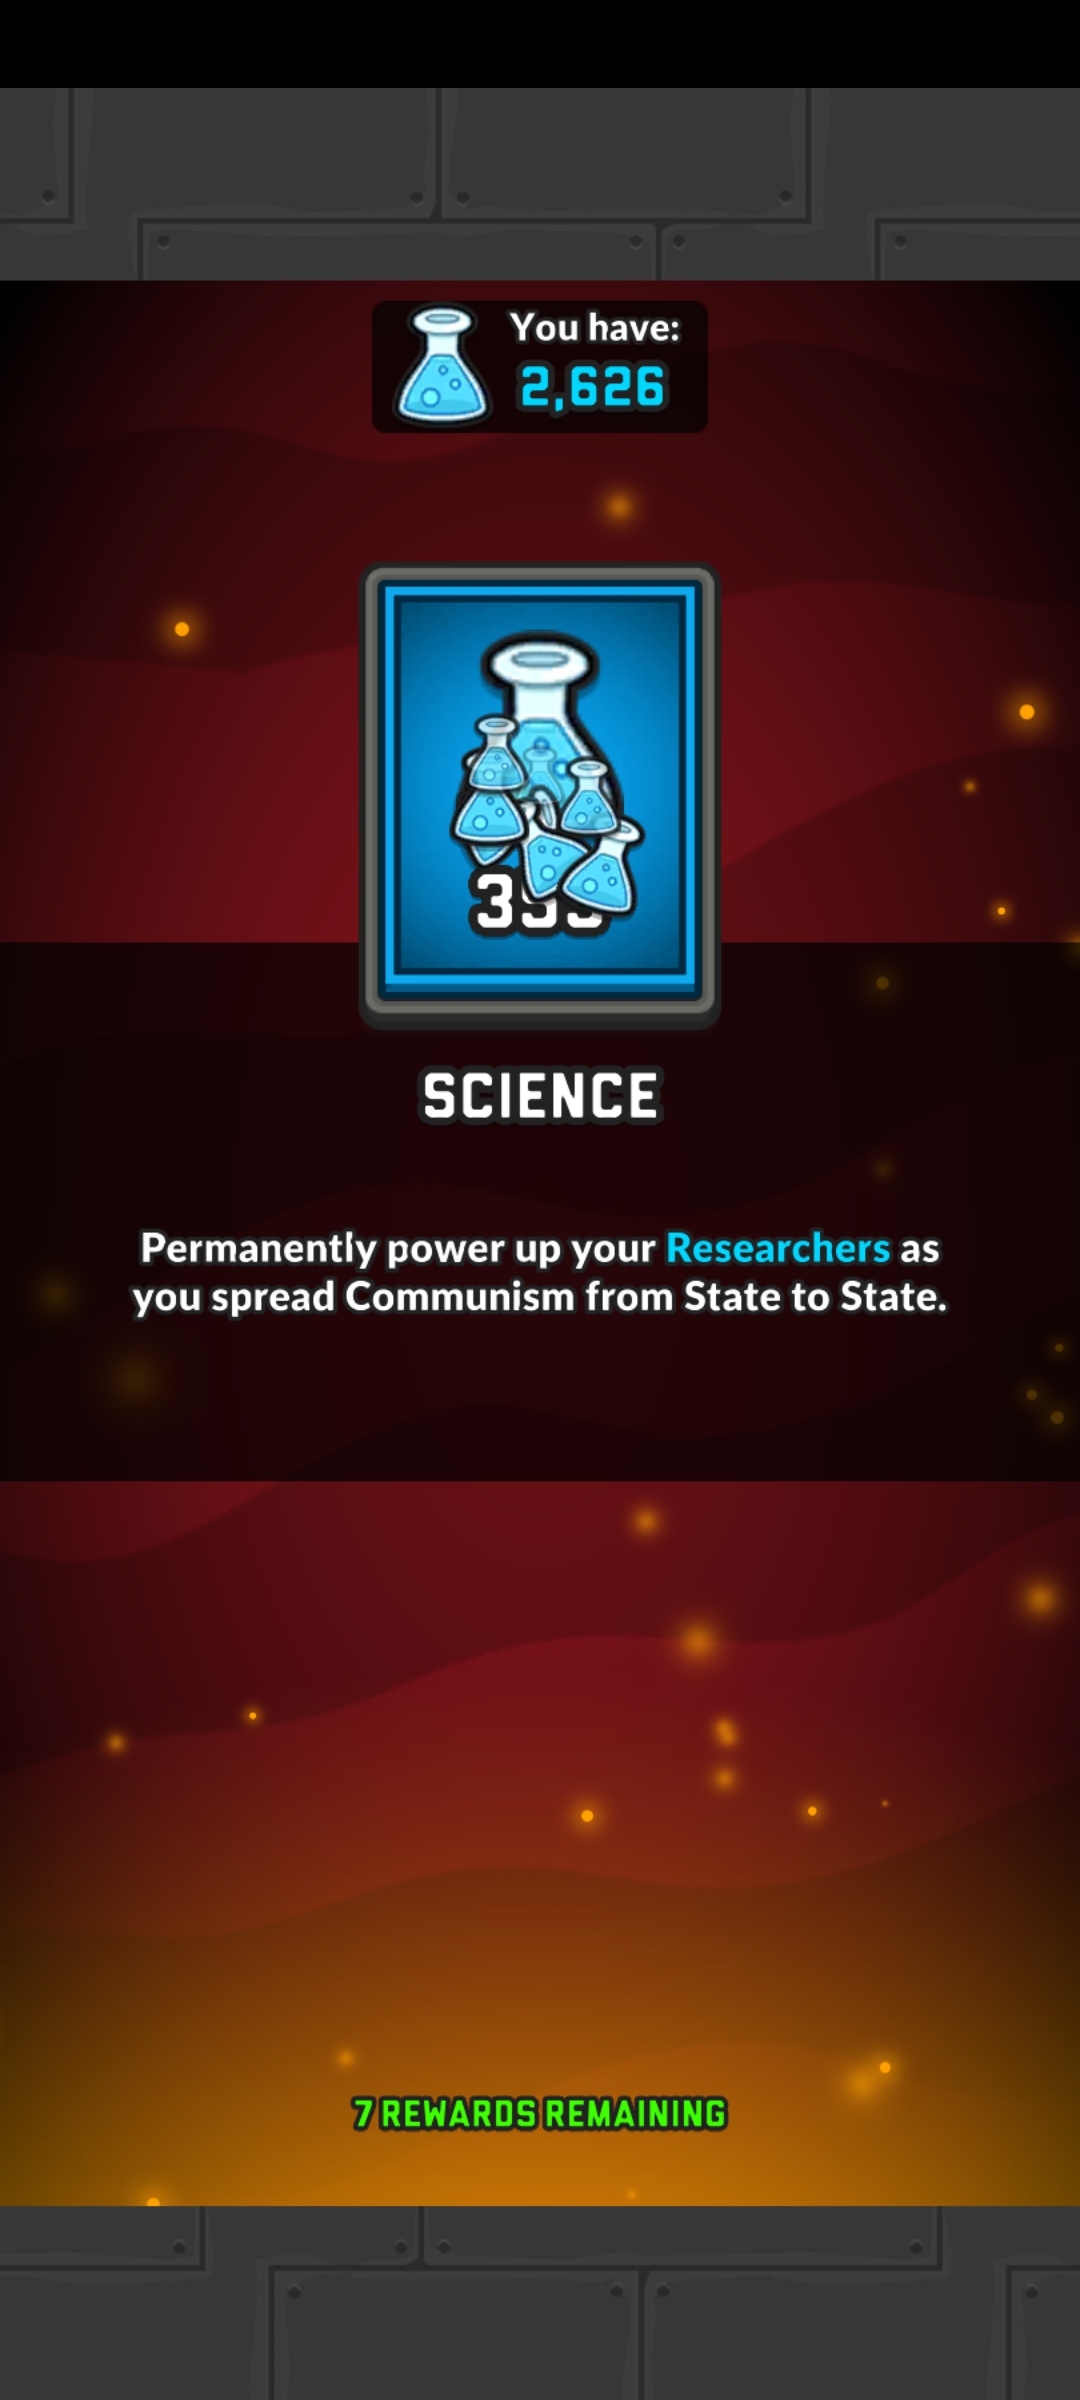 You have:
2,626
SCIENCE
Permanently power up your Researchers as
you spread Communism from State to State.
7 REWARDS REMAINING